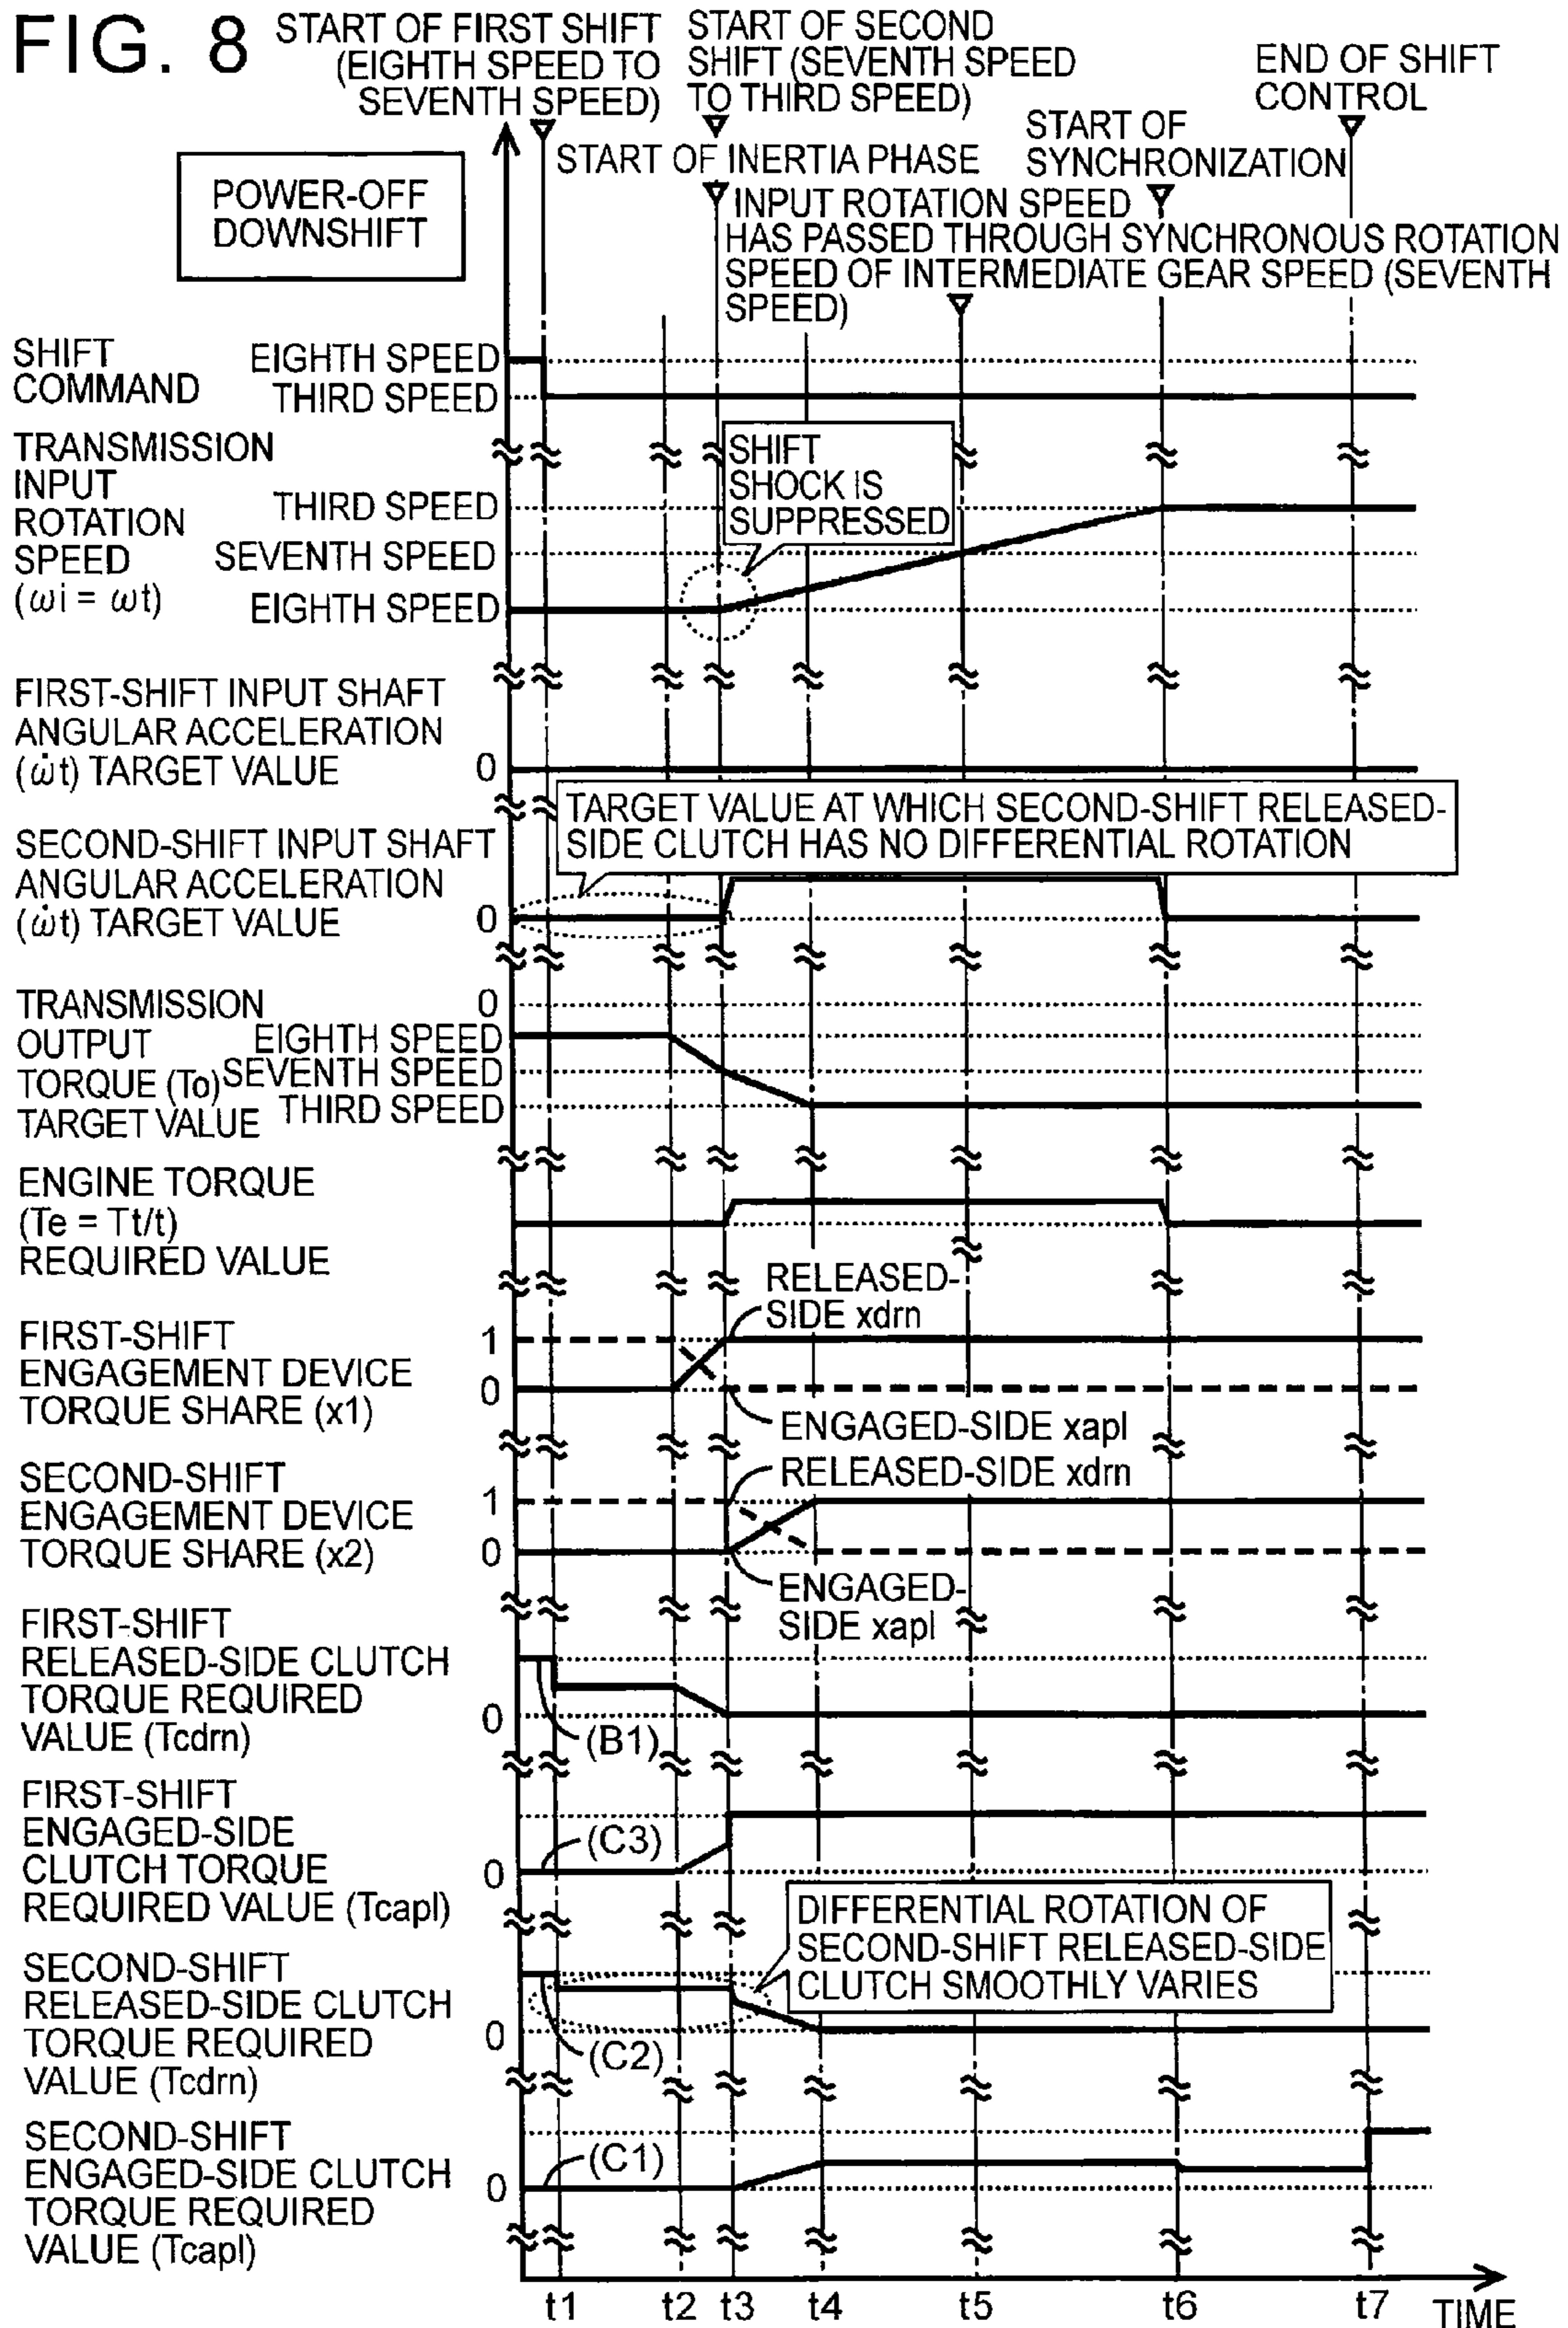 FIG. 8
START OF FIRST SHIFT
(EIGHTH SPEED TO
SEVENTH SPEED)
START OF SECOND
SHIFT (SEVENTH SPEED
TO THIRD SPEED)
END OF SHIFT
CONTROL
START OF INERTIA PHASE
START OF
SYNCHRONIZATION
INPUT ROTATION SPEED
HAS PASSED THROUGH SYNCHRONOUS ROTATION
SPEED OF INTERMEDIATE GEAR SPEED (SEVENTH
SPEED)
POWER-OFF
DOWNSHIFT
SHIFT
COMMAND
EIGHTH SPEED
THIRD SPEED
TRANSMISSION
INPUT
ROTATION
SPEED
(ωi = ωt)
THIRD SPEED
SEVENTH SPEED
EIGHTH SPEED
SHIFT
SHOCK IS
SUPPRESSED
FIRST-SHIFT INPUT SHAFT
ANGULAR ACCELERATION
(ω̇t) TARGET VALUE
0
TARGET VALUE AT WHICH SECOND-SHIFT RELEASED-
SIDE CLUTCH HAS NO DIFFERENTIAL ROTATION
SECOND-SHIFT INPUT SHAFT
ANGULAR ACCELERATION
(ω̇t) TARGET VALUE
0
TRANSMISSION
OUTPUT
TORQUE (To)
TARGET VALUE
0
EIGHTH SPEED
SEVENTH SPEED
THIRD SPEED
ENGINE TORQUE
(Te = Tt/t)
REQUIRED VALUE
FIRST-SHIFT
ENGAGEMENT DEVICE
TORQUE SHARE (x1)
1
0
RELEASED-
SIDE xdrn
ENGAGED-SIDE xapl
SECOND-SHIFT
ENGAGEMENT DEVICE
TORQUE SHARE (x2)
1
0
RELEASED-SIDE xdrn
ENGAGED-
SIDE xapl
FIRST-SHIFT
RELEASED-SIDE CLUTCH
TORQUE REQUIRED
VALUE (Tcdrn)
0
(B1)
FIRST-SHIFT
ENGAGED-SIDE
CLUTCH TORQUE
REQUIRED VALUE (Tcapl)
0
(C3)
DIFFERENTIAL ROTATION OF
SECOND-SHIFT RELEASED-SIDE
CLUTCH SMOOTHLY VARIES
SECOND-SHIFT
RELEASED-SIDE CLUTCH
TORQUE REQUIRED
VALUE (Tcdrn)
0
(C2)
SECOND-SHIFT
ENGAGED-SIDE CLUTCH
TORQUE REQUIRED
VALUE (Tcapl)
0
(C1)
t1 t2 t3 t4 t5 t6 t7 TIME